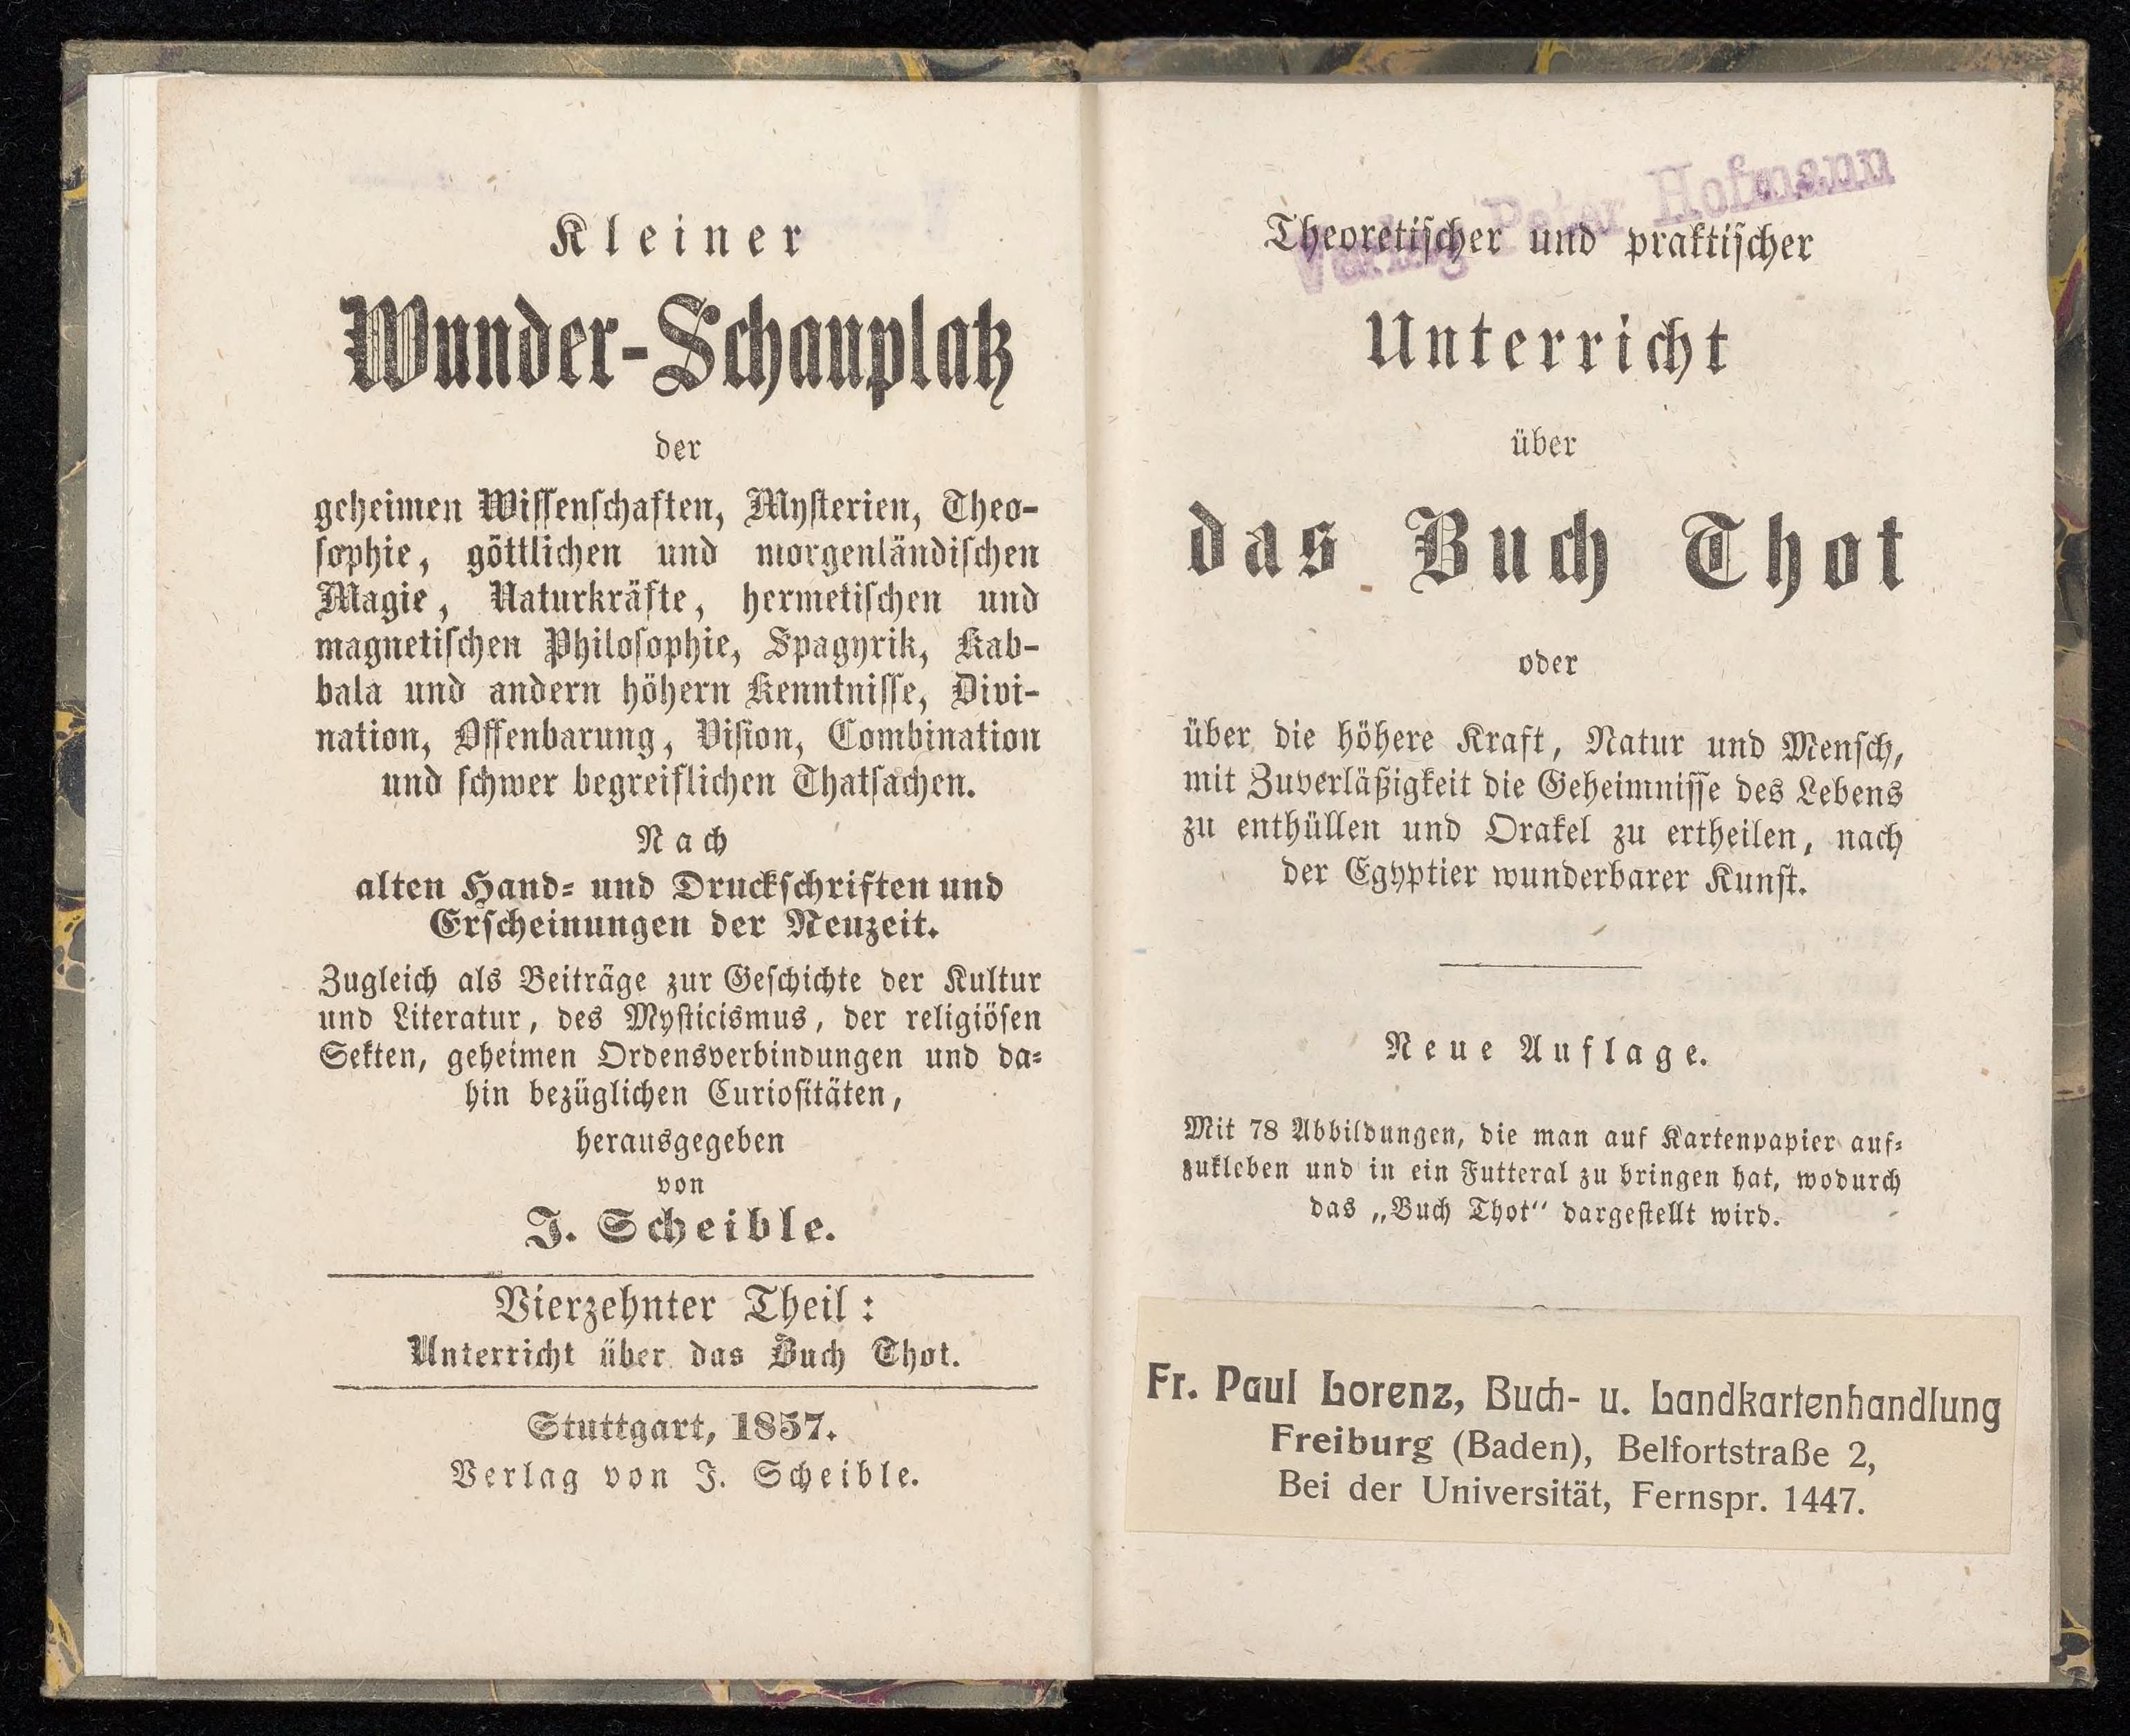 Kleiner
Wunder-Schauplatz
der
geheimen Wissenschaften, Mysterien, Theo-
sophie, göttlichen und morgenländischen
Magie, Naturkräfte, hermetischen und
magnetischen Philosophie, Spagyrik, Kab-
bala und andern höhern Kenntnisse, Divi-
nation, Offenbarung, Vision, Combination
und schwer begreiflichen Thatsachen.
Nach
alten Hand- und Druckschriften und
Erscheinungen der Neuzeit.
Zugleich als Beiträge zur Geschichte der Kultur
und Literatur, des Mysticismus, der religiösen
Sekten, geheimen Ordensverbindungen und da-
hin bezüglichen Curiositäten,
herausgegeben
von
J. Scheible.
Vierzehnter Theil:
Unterricht über das Buch Thot.
Stuttgart, 1857.
Verlag von J. Scheible.
Verlag Peter Hofmann
Theoretischer und praktischer
Unterricht
über
das Buch Thot
oder
über die höhere Kraft, Natur und Mensch,
mit Zuverläßigkeit die Geheimnisse des Lebens
zu enthüllen und Orakel zu ertheilen, nach
der Egyptier wunderbarer Kunst.
Neue Auflage.
Mit 78 Abbildungen, die man auf Kartenpapier auf-
zukleben und in ein Futteral zu bringen hat, wodurch
das „Buch Thot“ dargestellt wird.
Fr. Paul Lorenz, Buch- u. Landkartenhandlung
Freiburg (Baden), Belfortstraße 2,
Bei der Universität, Fernspr. 1447.